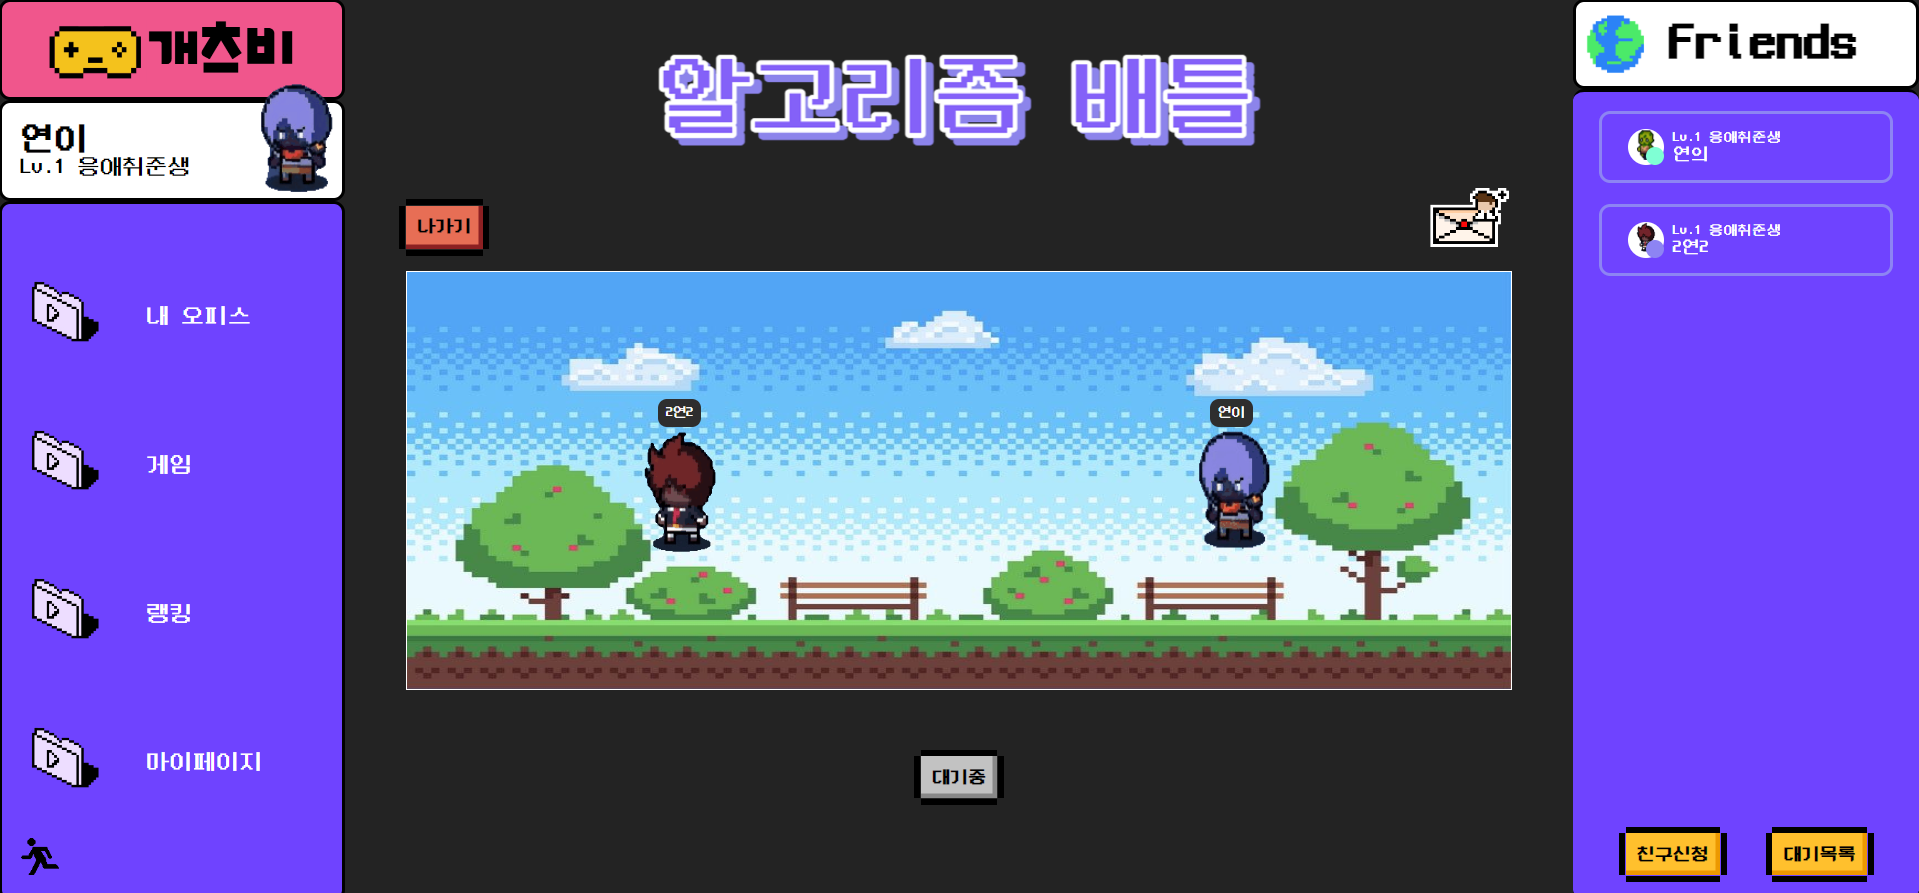 개츠비
연이
Lv.1 응애취준생
내 오피스
게임
랭킹
마이페이지
알고리즘 배틀
나가기
2연2
연이
대기중
Friends
Lv.1 응애취준생
연의
Lv.1 응애취준생
2연2
친구신청
대기목록